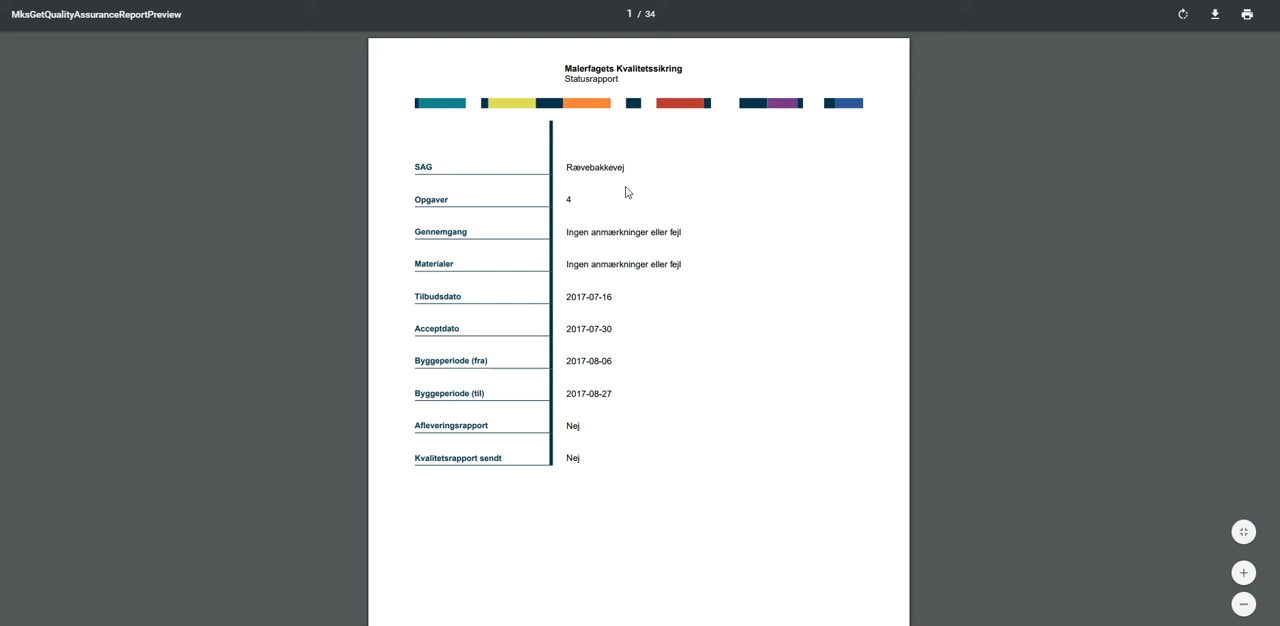 MksGetQualityAssuranceReportPreview
1 / 34
Malerfagets Kvalitetssikring
Statusrapport
SAG Rævebakkevej
Opgaver 4
Gennemgang Ingen anmærkninger eller fejl
Materialer Ingen anmærkninger eller fejl
Tilbudsdato 2017-07-16
Acceptdato 2017-07-30
Byggeperiode (fra) 2017-08-06
Byggeperiode (til) 2017-08-27
Afleveringsrapport Nej
Kvalitetsrapport sendt Nej